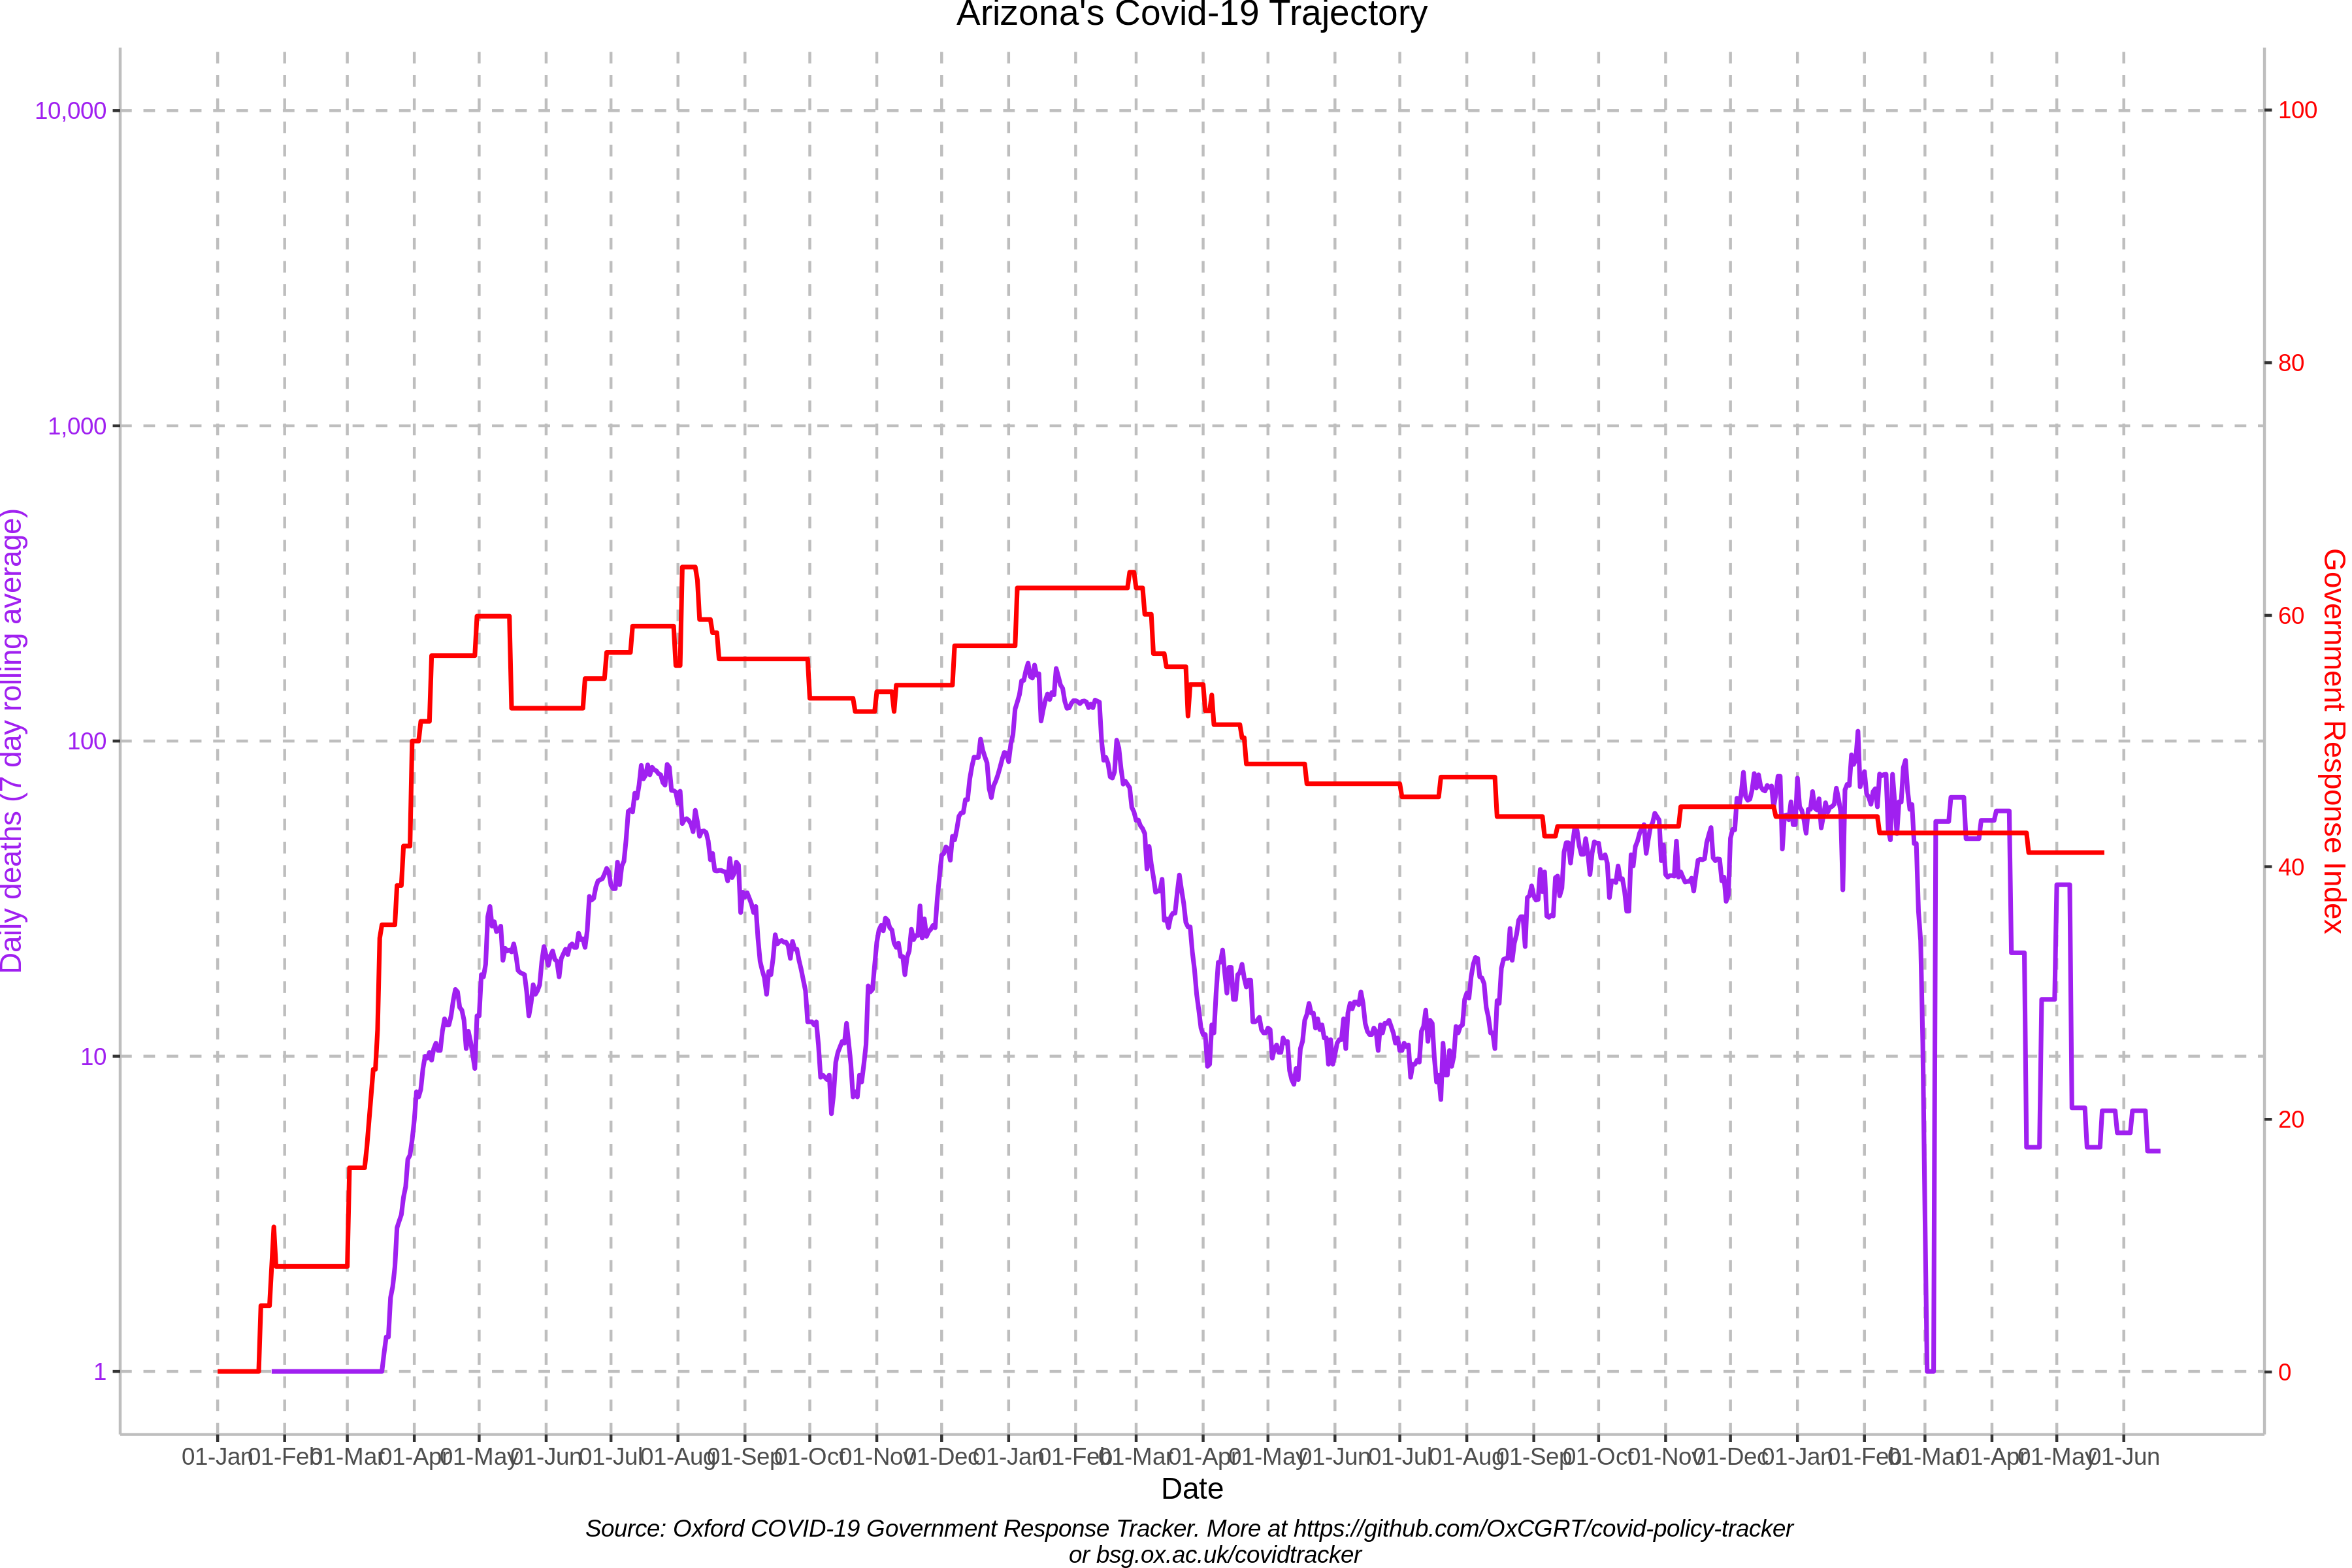 Arizona's Covid-19 Trajectory
10,000
1,000
100
10
1
Daily deaths (7 day rolling average)
100
80
60
40
20
0
Government Response Index
01-Jan 01-Feb 01-Mar 01-Apr 01-May 01-Jun 01-Jul 01-Aug 01-Sep 01-Oct 01-Nov 01-Dec 01-Jan 01-Feb 01-Mar 01-Apr 01-May 01-Jun 01-Jul 01-Aug 01-Sep 01-Oct 01-Nov 01-Dec 01-Jan 01-Feb 01-Mar 01-Apr 01-May 01-Jun
Date
Source: Oxford COVID-19 Government Response Tracker. More at https://github.com/OxCGRT/covid-policy-tracker
or bsg.ox.ac.uk/covidtracker